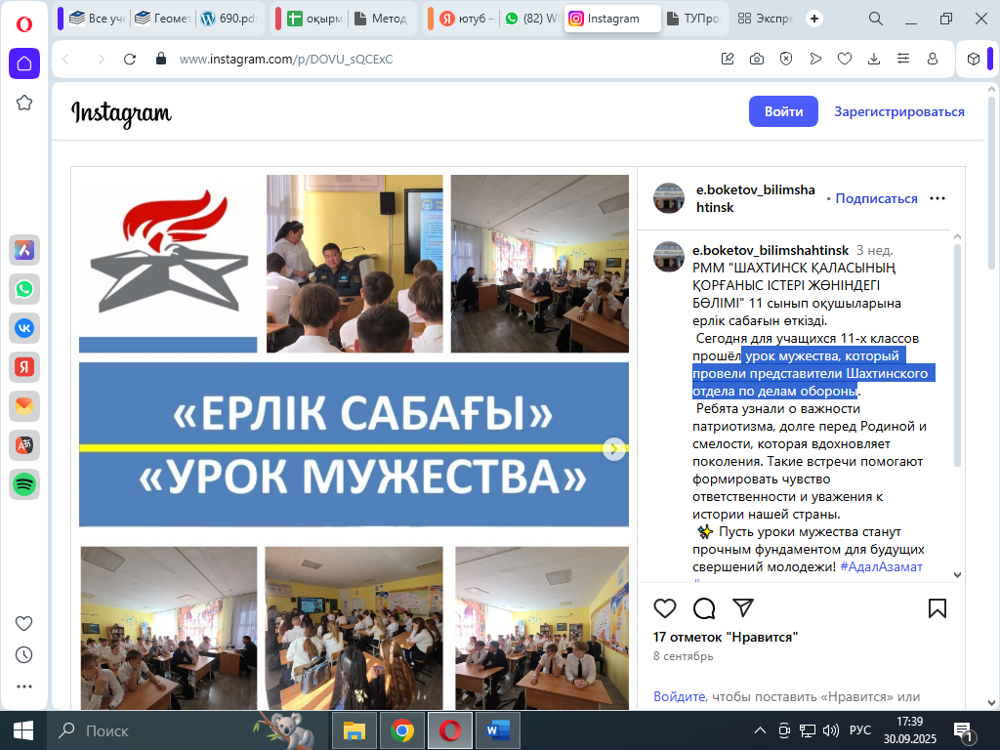 Все уче
Геомет
690.pdf
оқырм
Метод
ютуб –
(82) W
Instagram
ТУПро
Экспре
www.instagram.com/p/DOVU_sQCExC
Instagram
Войти
Зарегистрироваться
e.boketov_bilimsha
htinsk
• Подписаться
e.boketov_bilimshahtinsk 3 нед.
РММ "ШАХТИНСК ҚАЛАСЫНЫҢ
ҚОРҒАНЫС ІСТЕРІ ЖӨНІНДЕГІ
БӨЛІМІ" 11 сынып оқушыларына
ерлік сабағын өткізді.
Сегодня для учащихся 11-х классов
прошёл урок мужества, который
провели представители Шахтинского
отдела по делам обороны.
Ребята узнали о важности
патриотизма, долге перед Родиной и
смелости, которая вдохновляет
поколения. Такие встречи помогают
формировать чувство
ответственности и уважения к
истории нашей страны.
✨ Пусть уроки мужества станут
прочным фундаментом для будущих
свершений молодежи! #АдалАзамат
«ЕРЛІК САБАҒЫ»
«УРОК МУЖЕСТВА»
17 отметок "Нравится"
8 сентябрь
Войдите, чтобы поставить «Нравится» или
Поиск
РУС
17:39
30.09.2025
1